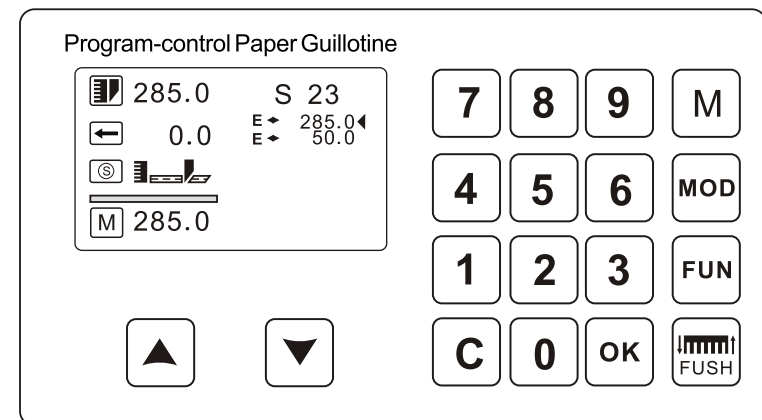 Program-control Paper Guillotine
285.0
S 23
0.0
E 285.0
E 50.0
S
M 285.0
7 8 9 M
4 5 6 MOD
1 2 3 FUN
C 0 OK FUSH